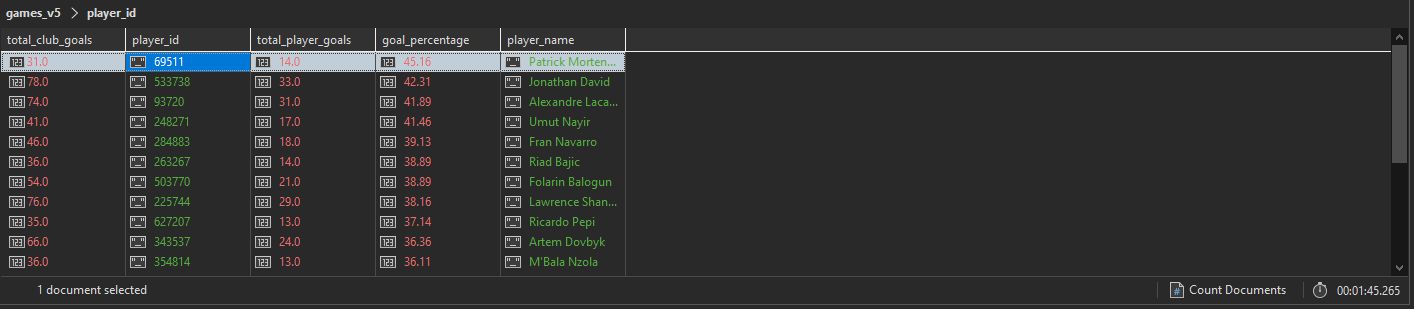 games_v5 > player_id
total_club_goals player_id total_player_goals goal_percentage player_name
31.0 69511 14.0 45.16 Patrick Morten...
78.0 533738 33.0 42.31 Jonathan David
74.0 93720 31.0 41.89 Alexandre Laca...
41.0 248271 17.0 41.46 Umut Nayir
46.0 284883 18.0 39.13 Fran Navarro
36.0 263267 14.0 38.89 Riad Bajic
54.0 503770 21.0 38.89 Folarin Balogun
76.0 225744 29.0 38.16 Lawrence Shan...
35.0 627207 13.0 37.14 Ricardo Pepi
66.0 343537 24.0 36.36 Artem Dovbyk
36.0 354814 13.0 36.11 M'Bala Nzola
1 document selected Count Documents 00:01:45.265